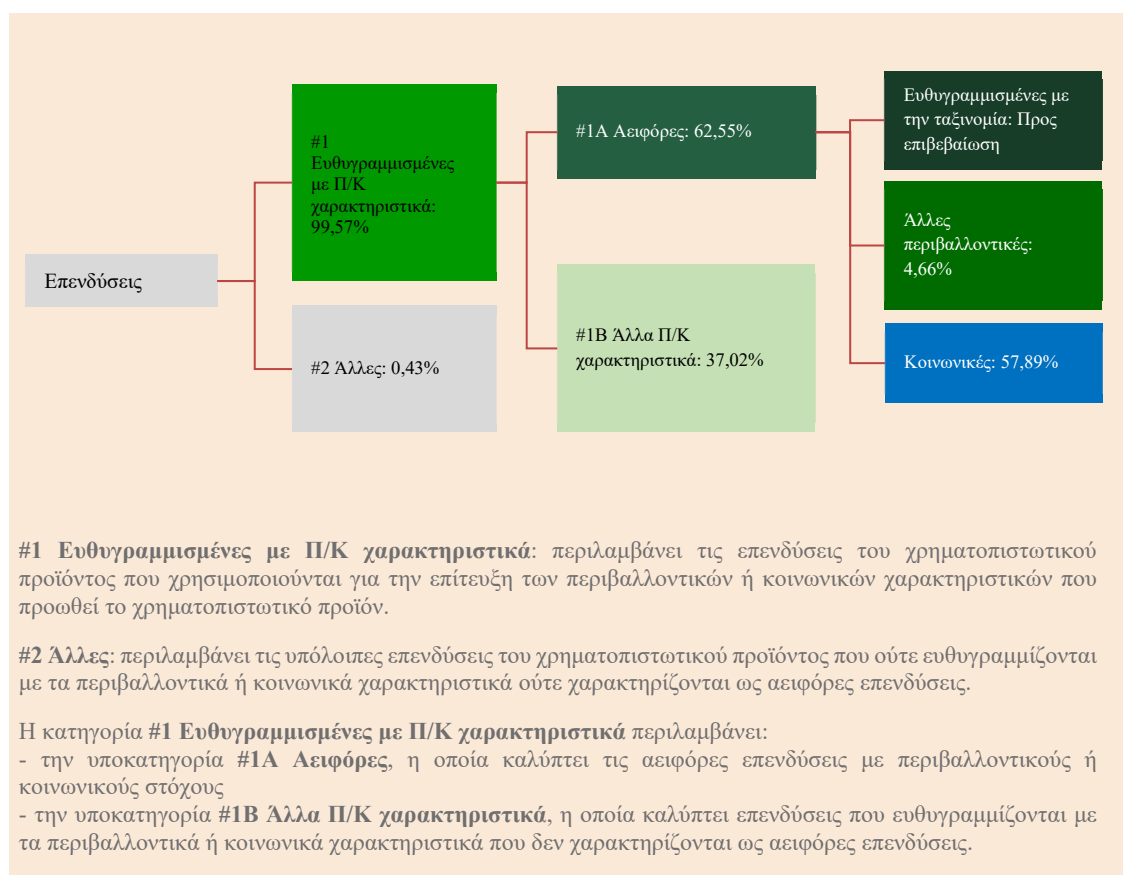 Επενδύσεις
#1
Ευθυγραμμισμένες
με Π/Κ
χαρακτηριστικά:
99,57%
#2 Άλλες: 0,43%
#1Α Αειφόρες: 62,55%
#1Β Άλλα Π/Κ
χαρακτηριστικά: 37,02%
Ευθυγραμμισμένες με
την ταξινομία: Προς
επιβεβαίωση
Άλλες
περιβαλλοντικές:
4,66%
Κοινωνικές: 57,89%
#1 Ευθυγραμμισμένες με Π/Κ χαρακτηριστικά: περιλαμβάνει τις επενδύσεις του χρηματοπιστωτικού
προϊόντος που χρησιμοποιούνται για την επίτευξη των περιβαλλοντικών ή κοινωνικών χαρακτηριστικών που
προωθεί το χρηματοπιστωτικό προϊόν.
#2 Άλλες: περιλαμβάνει τις υπόλοιπες επενδύσεις του χρηματοπιστωτικού προϊόντος που ούτε ευθυγραμμίζονται
με τα περιβαλλοντικά ή κοινωνικά χαρακτηριστικά ούτε χαρακτηρίζονται ως αειφόρες επενδύσεις.
Η κατηγορία #1 Ευθυγραμμισμένες με Π/Κ χαρακτηριστικά περιλαμβάνει:
- την υποκατηγορία #1Α Αειφόρες, η οποία καλύπτει τις αειφόρες επενδύσεις με περιβαλλοντικούς ή
κοινωνικούς στόχους
- την υποκατηγορία #1Β Άλλα Π/Κ χαρακτηριστικά, η οποία καλύπτει επενδύσεις που ευθυγραμμίζονται με
τα περιβαλλοντικά ή κοινωνικά χαρακτηριστικά που δεν χαρακτηρίζονται ως αειφόρες επενδύσεις.